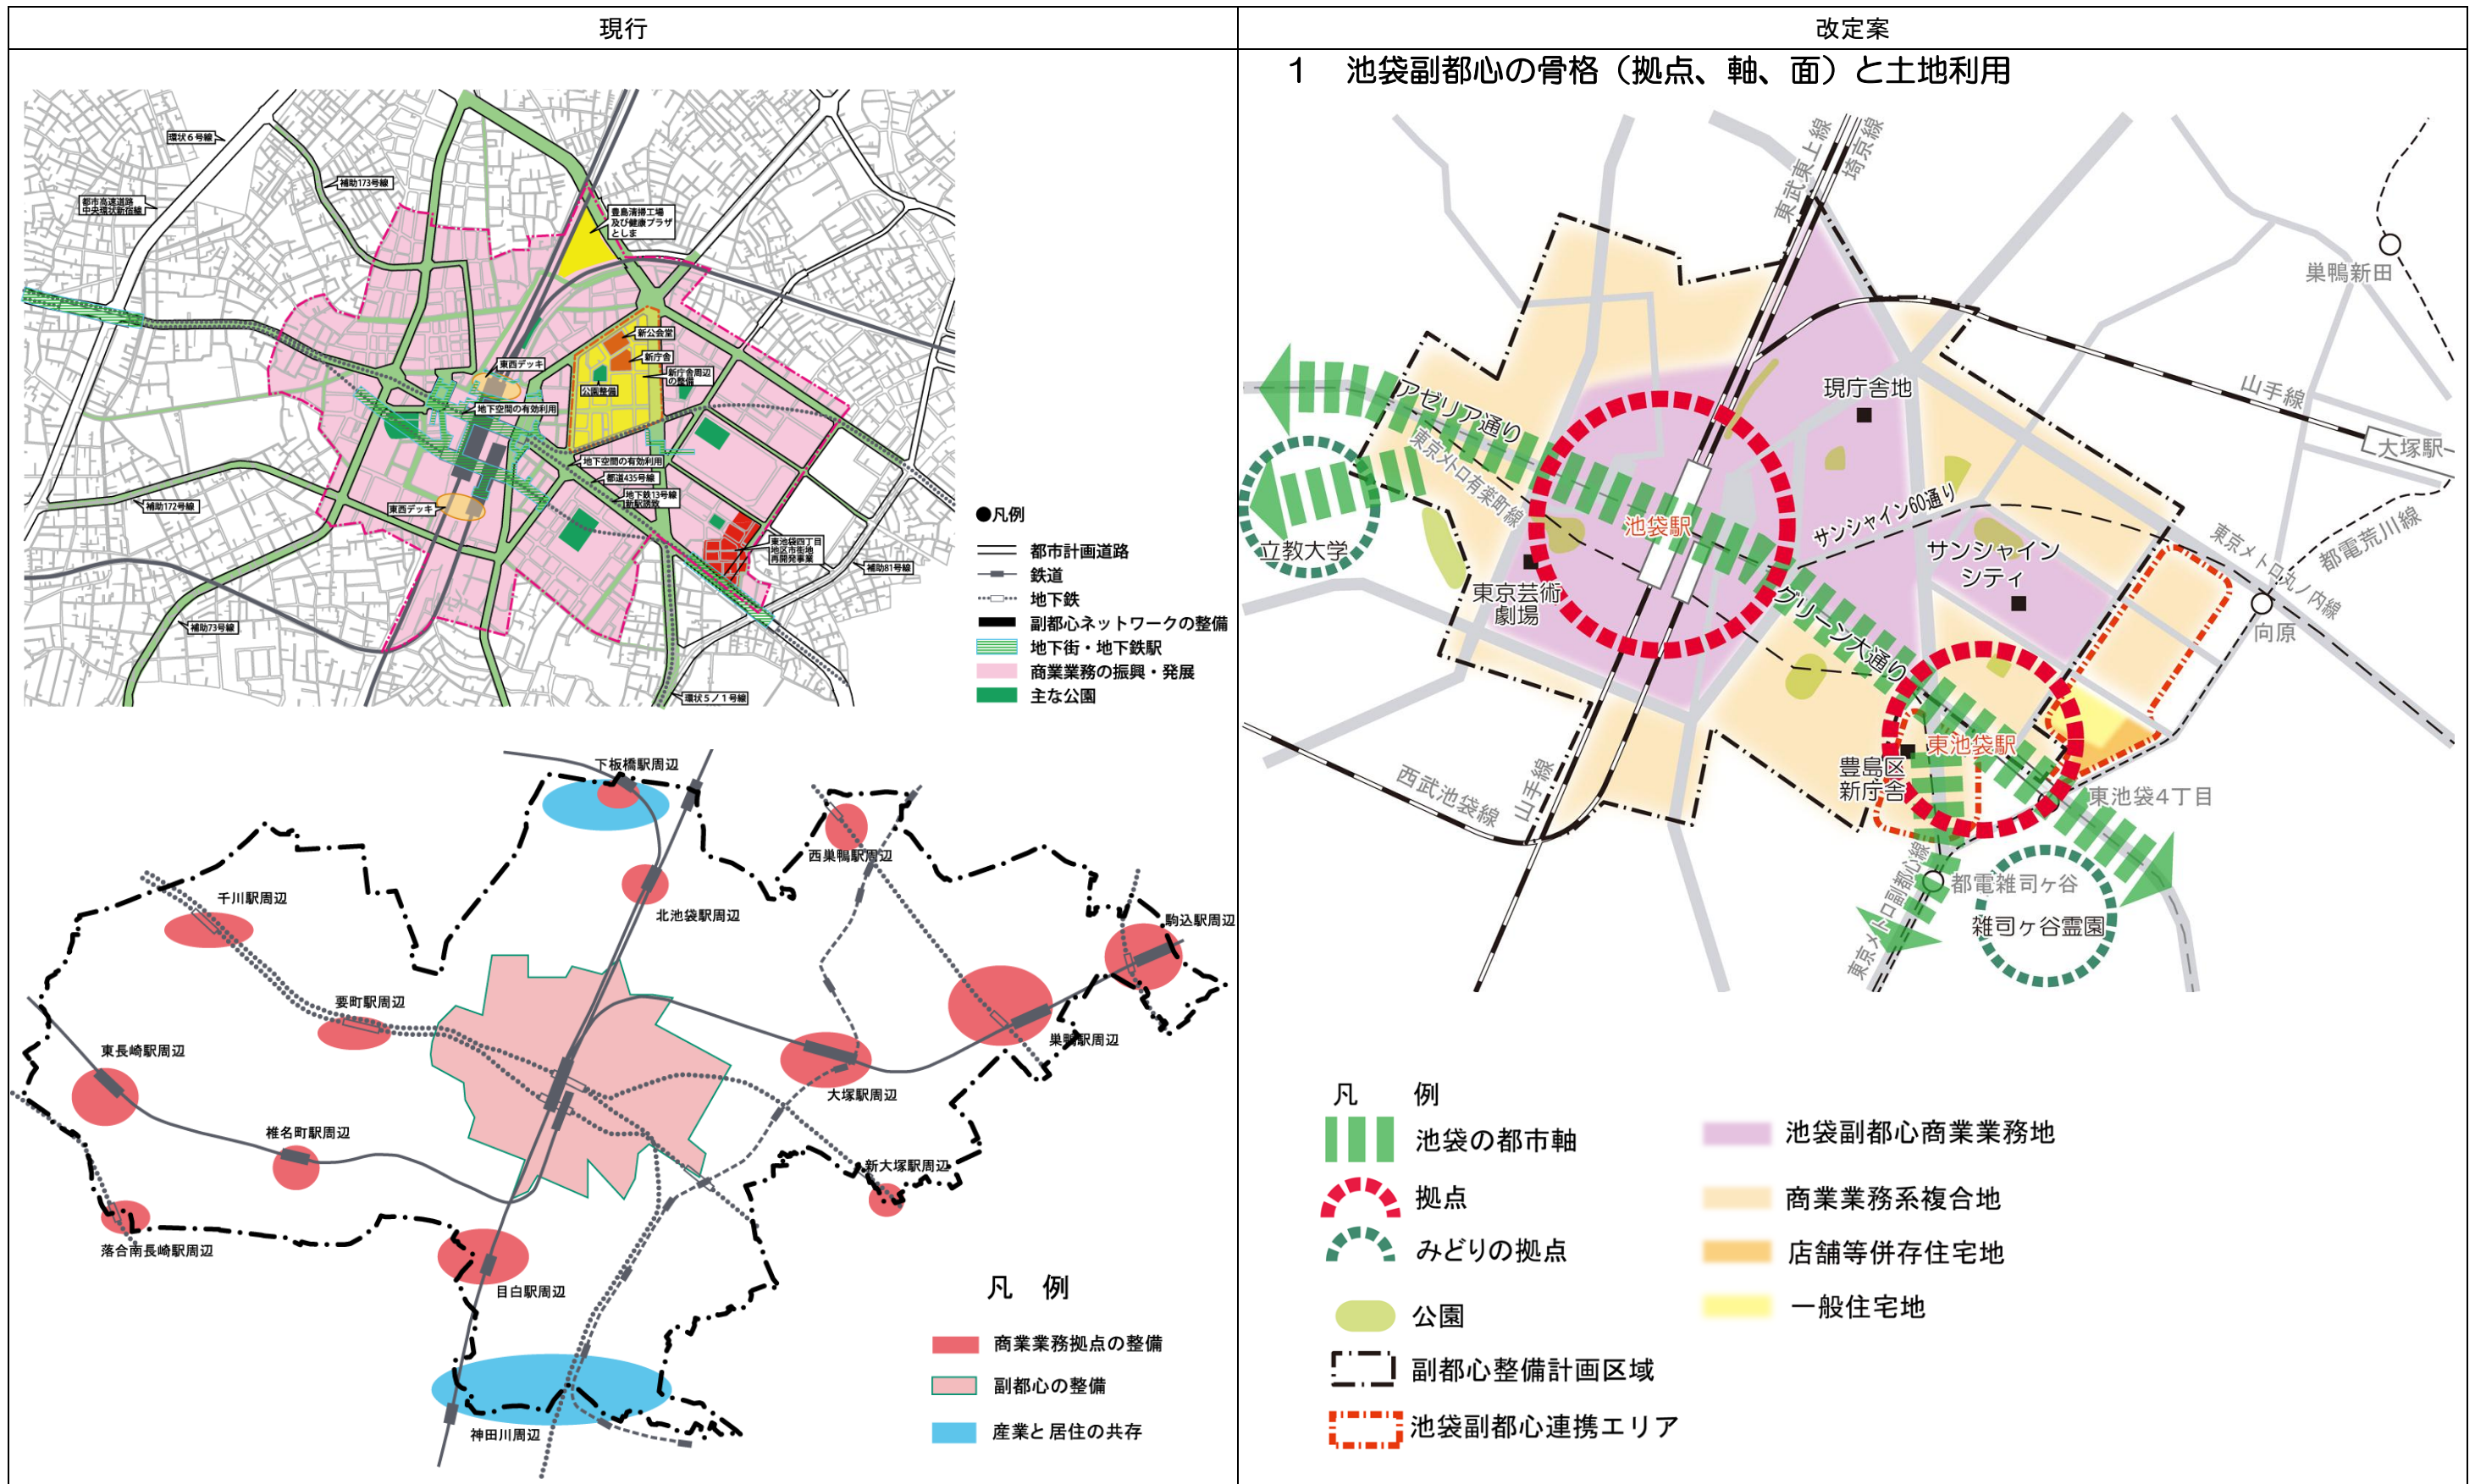 現行
改定案
環状6号線
補助173号線
都市高速道路
中央環状新宿線
豊島清掃工場
及び健康プラザ
としま
新公会堂
新庁舎
新庁舎周辺
の整備
公園整備
東西デッキ
地下空間の有効利用
地下空間の有効利用
都道435号線
地下鉄13号線
新駅誘致
東西デッキ
補助172号線
東池袋四丁目
地区市街地
再開発事業
補助81号線
補助73号線
環状5ノ1号線
●凡例
都市計画道路
鉄道
地下鉄
副都心ネットワークの整備
地下街・地下鉄駅
商業業務の振興・発展
主な公園
下板橋駅周辺
西巣鴨駅周辺
千川駅周辺
北池袋駅周辺
駒込駅周辺
要町駅周辺
巣鴨駅周辺
東長崎駅周辺
大塚駅周辺
椎名町駅周辺
新大塚駅周辺
落合南長崎駅周辺
目白駅周辺
神田川周辺
凡 例
商業業務拠点の整備
副都心の整備
産業と居住の共存
1 池袋副都心の骨格（拠点、軸、面）と土地利用
東武東上線
埼京線
巣鴨新田
山手線
大塚駅
現庁舎地
アゼリア通り
東京メトロ有楽町線
立教大学
池袋駅
サンシャイン60通り
サンシャイン
シティ
東京メトロ丸ノ内線
都電荒川線
向原
東京芸術
劇場
グリーン大通り
東池袋駅
豊島区
新庁舎
東池袋4丁目
西武池袋線
山手線
都電雑司ヶ谷
雑司ヶ谷霊園
東京メトロ副都心線
凡 例
池袋の都市軸
拠点
みどりの拠点
公園
副都心整備計画区域
池袋副都心連携エリア
池袋副都心商業業務地
商業業務系複合地
店舗等併存住宅地
一般住宅地